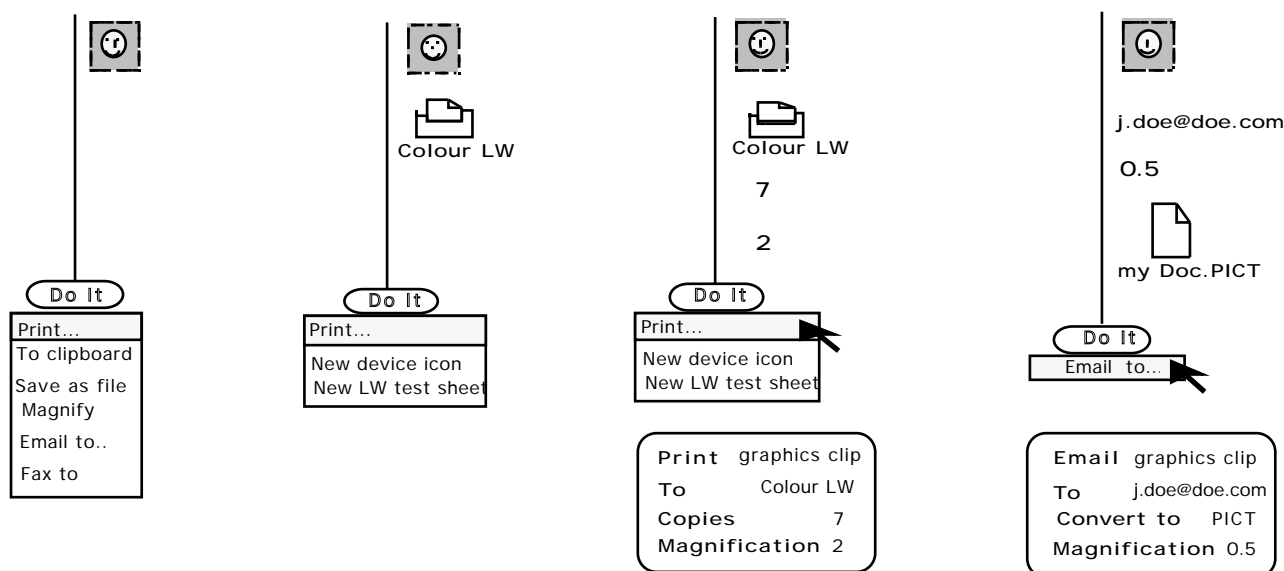 Do It
Print...
To clipboard
Save as file
Magnify
Email to..
Fax to
Colour LW
Do It
Print...
New device icon
New LW test sheet
Colour LW
7
2
Do It
Print...
New device icon
New LW test sheet
Print graphics clip
To Colour LW
Copies 7
Magnification 2
j.doe@doe.com
0.5
my Doc.PICT
Do It
Email to...
Email graphics clip
To j.doe@doe.com
Convert to PICT
Magnification 0.5